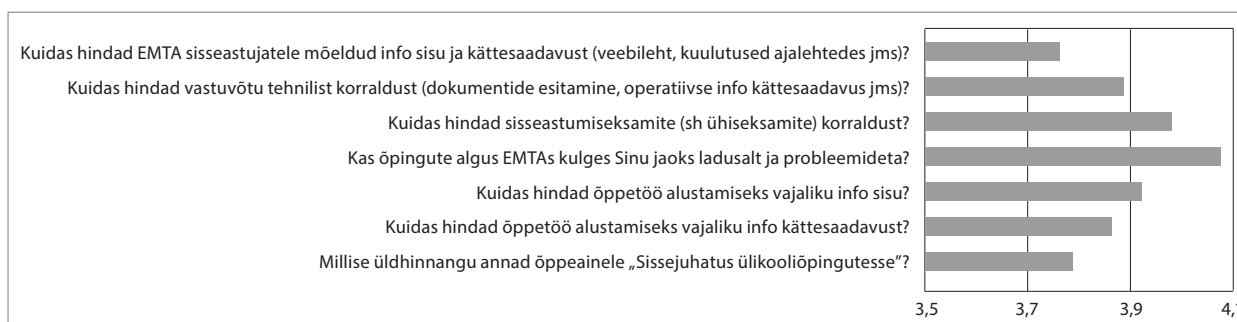 Kuidas hindad EMTA sisseastujatele mõeldud info sisu ja kättesaadavust (veebileht, kuulutused ajalehtedes jms)?
Kuidas hindad vastuvõtu tehnilist korraldust (dokumentide esitamine, operatiivse info kättesaadavus jms)?
Kuidas hindad sisseastumiseksamite (sh ühiseksamite) korraldust?
Kas õpingute algus EMTAs kulges Sinu jaoks ladusalt ja probleemideta?
Kuidas hindad õppetöö alustamiseks vajaliku info sisu?
Kuidas hindad õppetöö alustamiseks vajaliku info kättesaadavust?
Millise üldhinnangu annad õppeainele „Sissejuhatus ülikooliõpingutesse”?
3,5 3,7 3,9